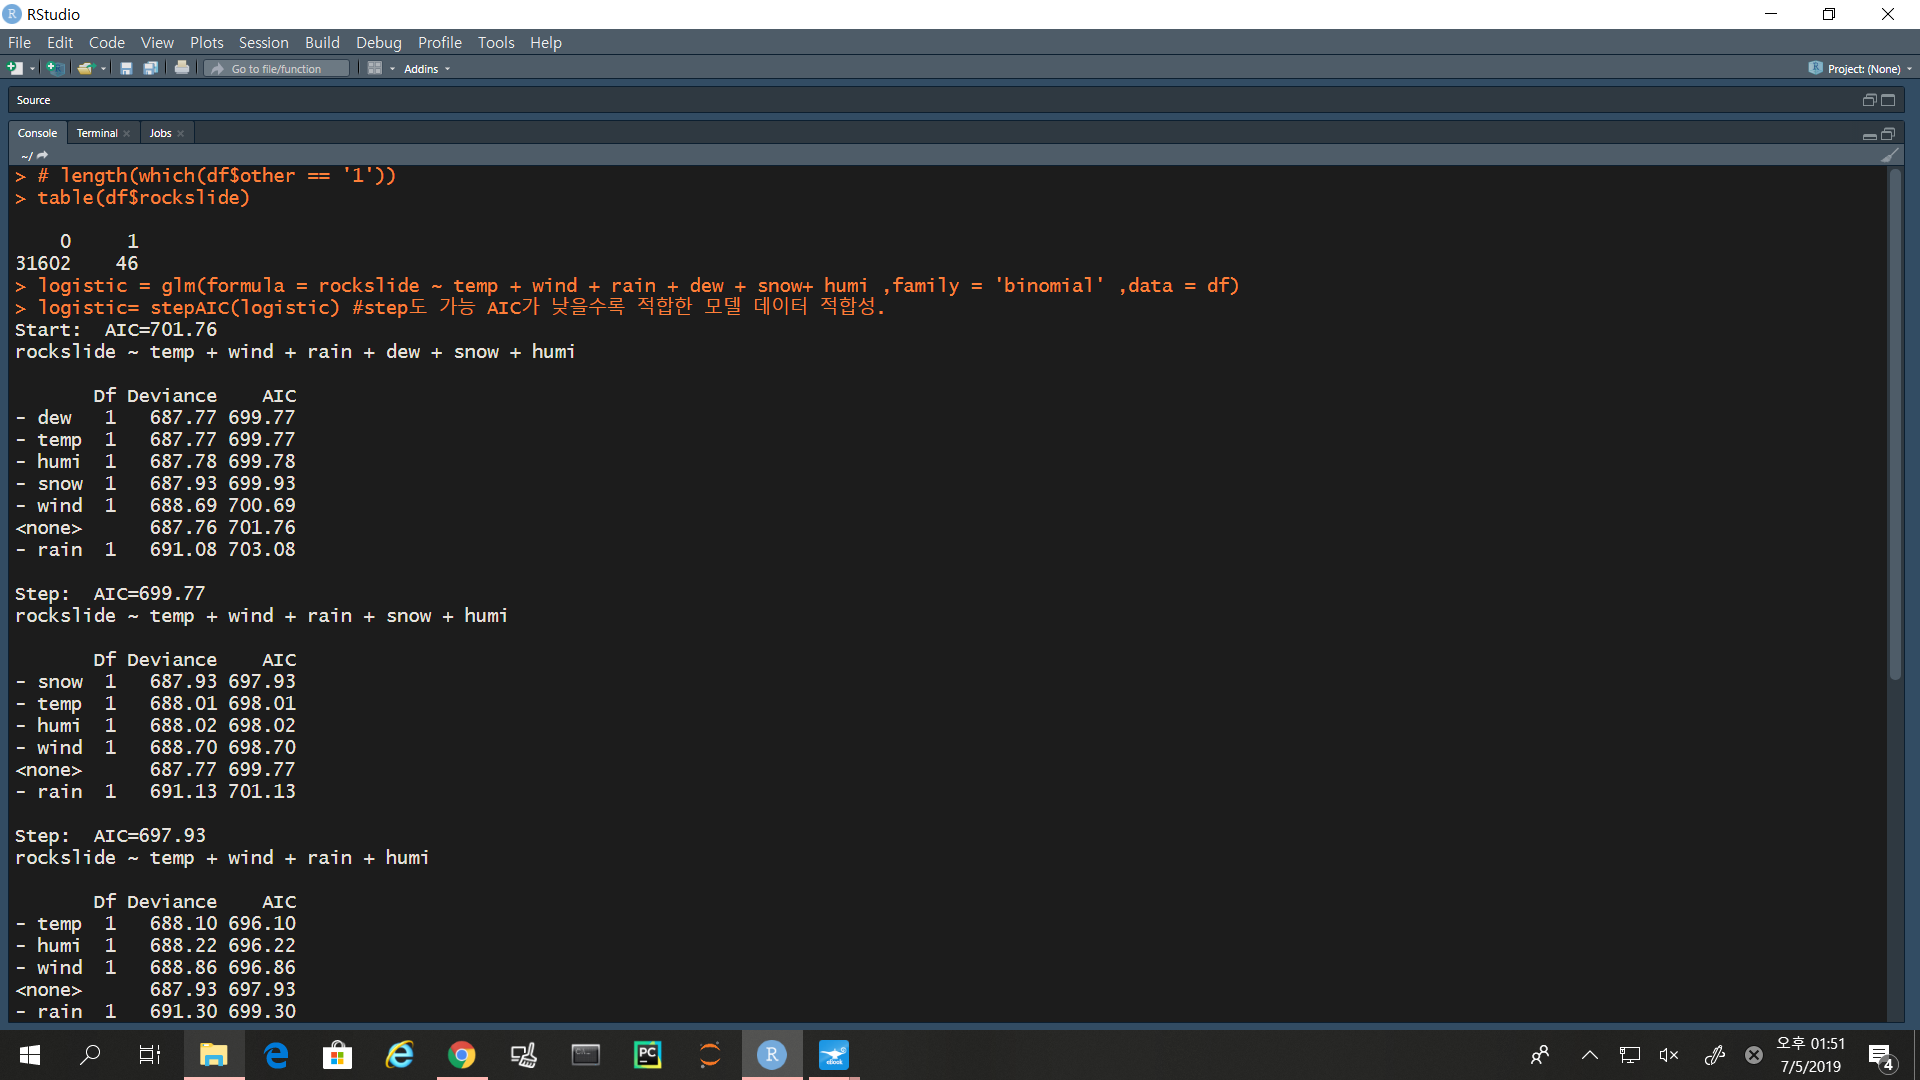 RStudio
File Edit Code View Plots Session Build Debug Profile Tools Help
Go to file/function Addins Project: (None)
Source
Console Terminal Jobs
~/
> # length(which(df$other == '1'))
> table(df$rockslide)
0 1
31602 46
> logistic = glm(formula = rockslide ~ temp + wind + rain + dew + snow+ humi ,family = 'binomial' ,data = df)
> logistic= stepAIC(logistic) #step도 가능 AIC가 낮을수록 적합한 모델 데이터 적합성.
Start:  AIC=701.76
rockslide ~ temp + wind + rain + dew + snow + humi
Df Deviance    AIC
- dew   1   687.77 699.77
- temp  1   687.77 699.77
- humi  1   687.78 699.78
- snow  1   687.93 699.93
- wind  1   688.69 700.69
<none>      687.76 701.76
- rain  1   691.08 703.08
Step:  AIC=699.77
rockslide ~ temp + wind + rain + snow + humi
Df Deviance    AIC
- snow  1   687.93 697.93
- temp  1   688.01 698.01
- humi  1   688.02 698.02
- wind  1   688.70 698.70
<none>      687.77 699.77
- rain  1   691.13 701.13
Step:  AIC=697.93
rockslide ~ temp + wind + rain + humi
Df Deviance    AIC
- temp  1   688.10 696.10
- humi  1   688.22 696.22
- wind  1   688.86 696.86
<none>      687.93 697.93
- rain  1   691.30 699.30
PC
R
오후 01:51
7/5/2019
4